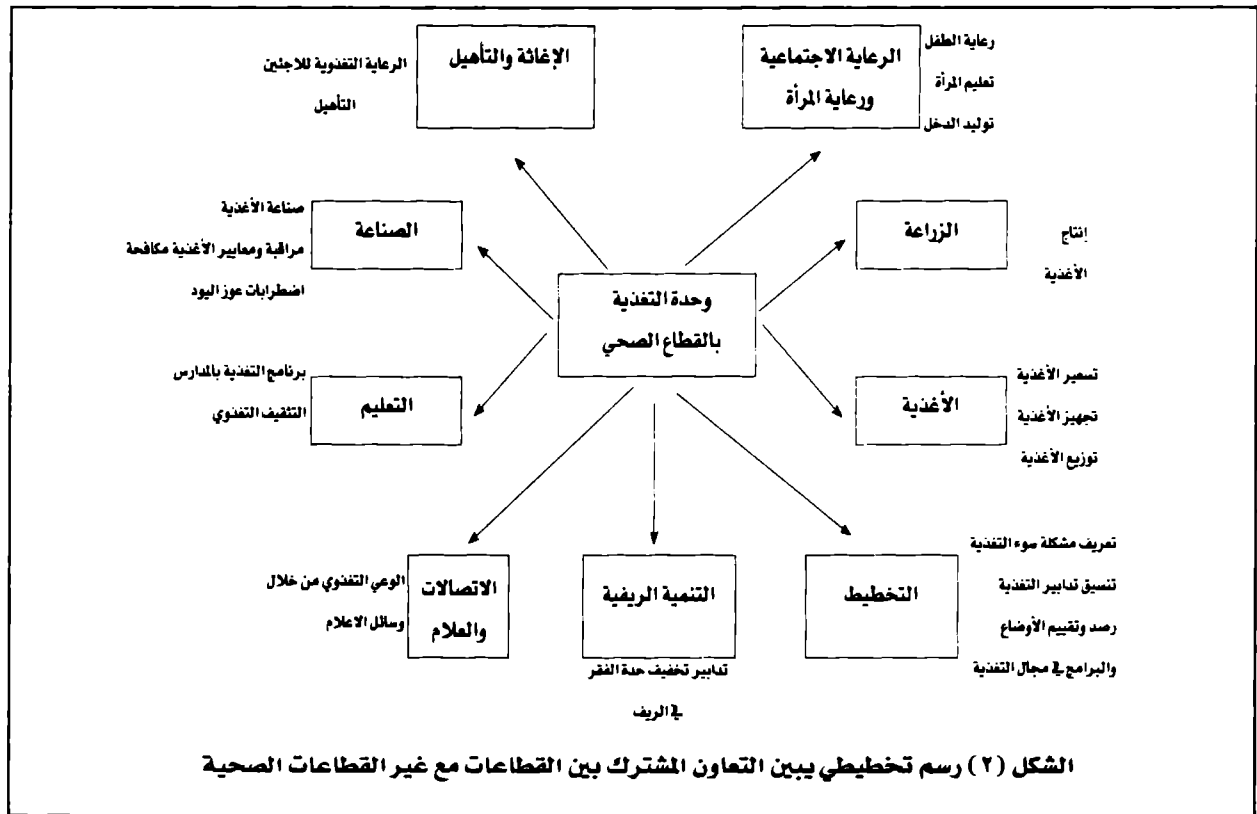 الرعاية الاجتماعية
ورعاية المرأة
رعاية الطفل
تعليم المرأة
توليد الدخل
الإغاثة والتأهيل
الرعاية التغذوية للاجئين
التأهيل
الزراعة
إنتاج
الأغذية
الصناعة
صناعة الأغذية
مراقبة ومعايير الأغذية مكافحة
اضطرابات عوز اليود
وحدة التغذية
بالقطاع الصحي
الأغذية
تسعير الأغذية
تجهيز الأغذية
توزيع الأغذية
التعليم
برنامج التغذية بالمدارس
التثقيف التغذوي
التخطيط
تعريف مشكلة سوء التغذية
تنسيق تدابير التغذية
رصد وتقييم الأوضاع
والبرامج في مجال التغذية
التنمية الريفية
تدابير تخفيف حدة الفقر
في الريف
الاتصالات
والعلام
الوعي التغذوي من خلال
وسائل الاعلام
الشكل (٢) رسم تخطيطي يبين التعاون المشترك بين القطاعات مع غير القطاعات الصحية